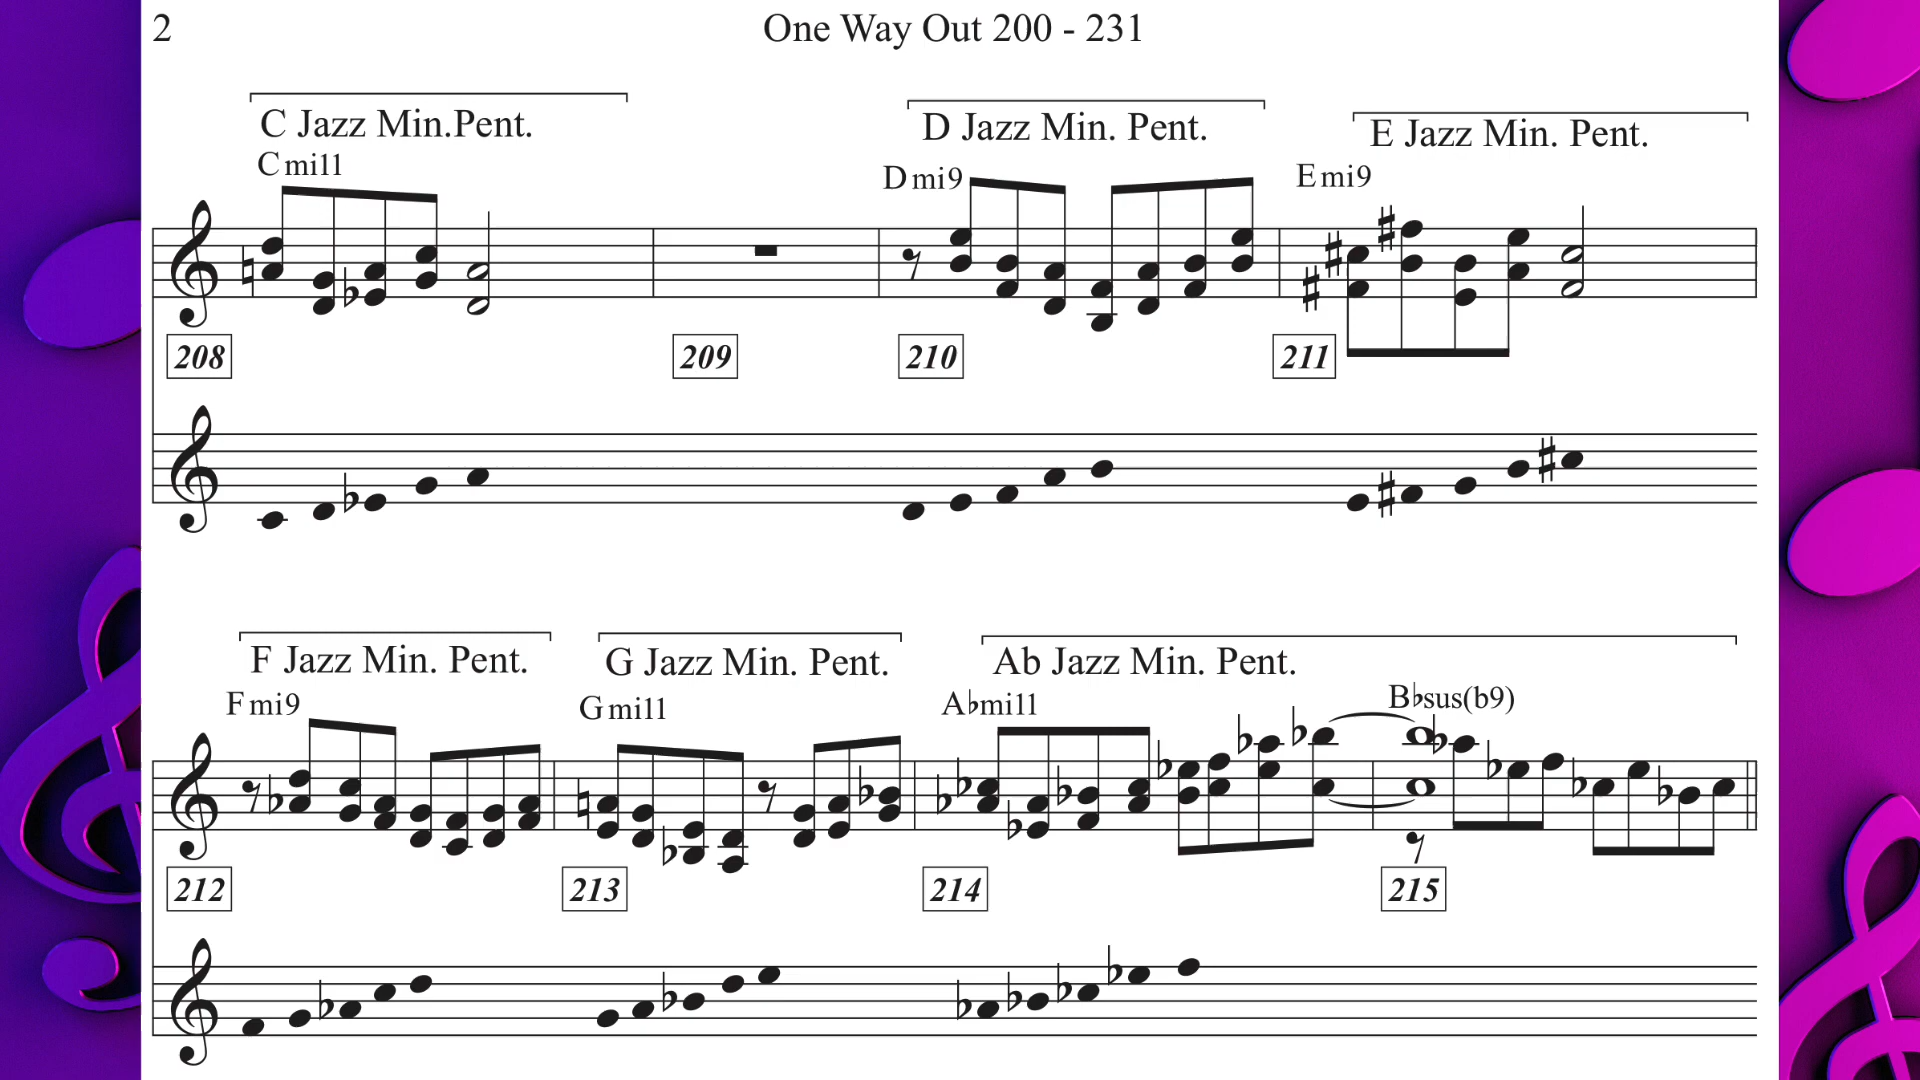 2
One Way Out 200 - 231
C Jazz Min.Pent.
D Jazz Min. Pent.
E Jazz Min. Pent.
Cmi11
Dmi9
Emi9
208
209
210
211
F Jazz Min. Pent.
G Jazz Min. Pent.
Ab Jazz Min. Pent.
Fmi9
Gmi11
A♭mi11
B♭sus(b9)
212
213
214
215